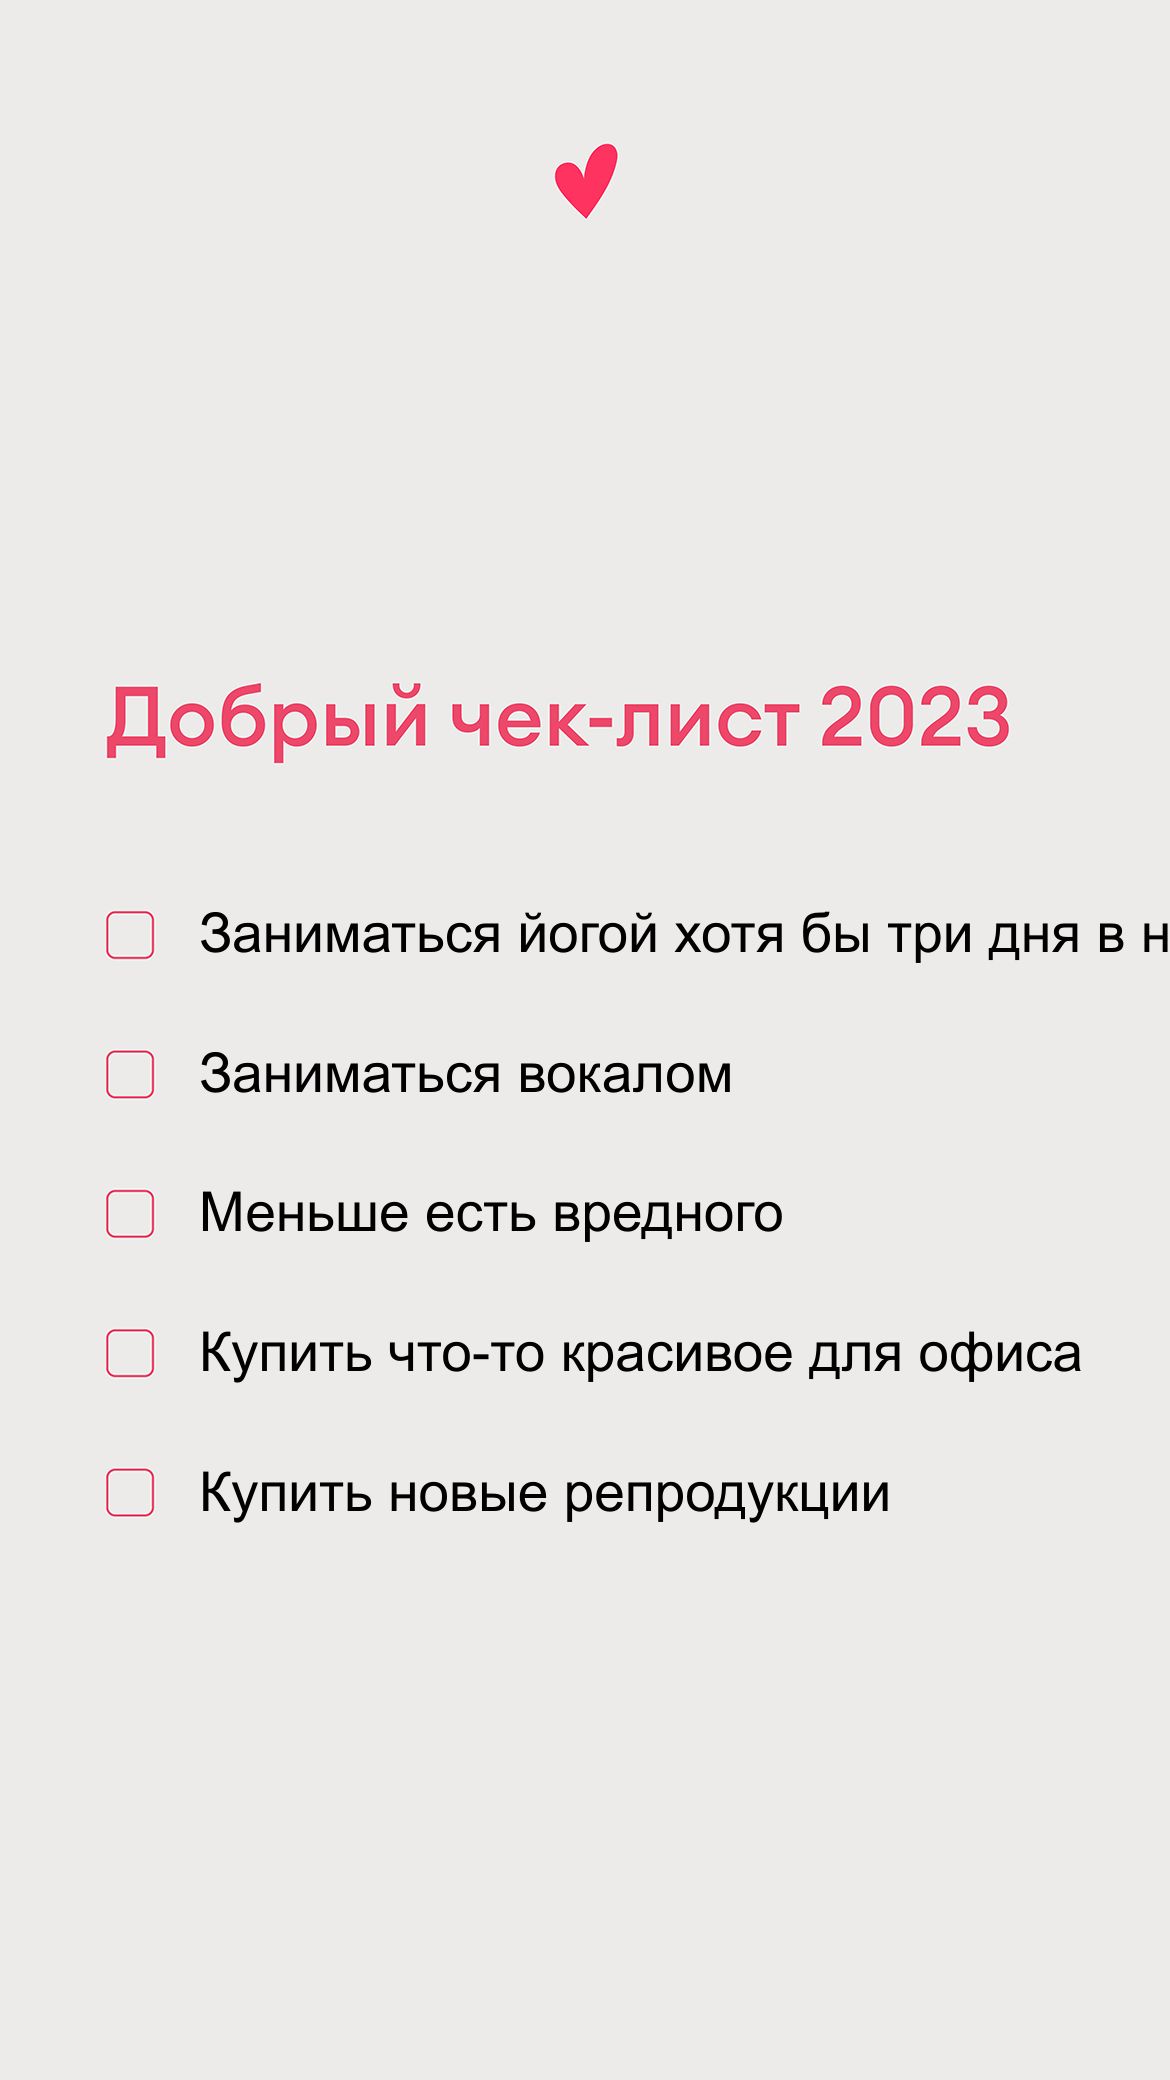 Добрый чек-лист 2023
Заниматься йогой хотя бы три дня в н
Заниматься вокалом
Меньше есть вредного
Купить что-то красивое для офиса
Купить новые репродукции